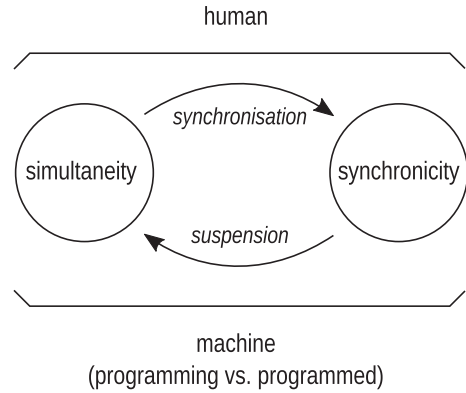 human
synchronisation
simultaneity
synchronicity
suspension
machine
(programming vs. programmed)